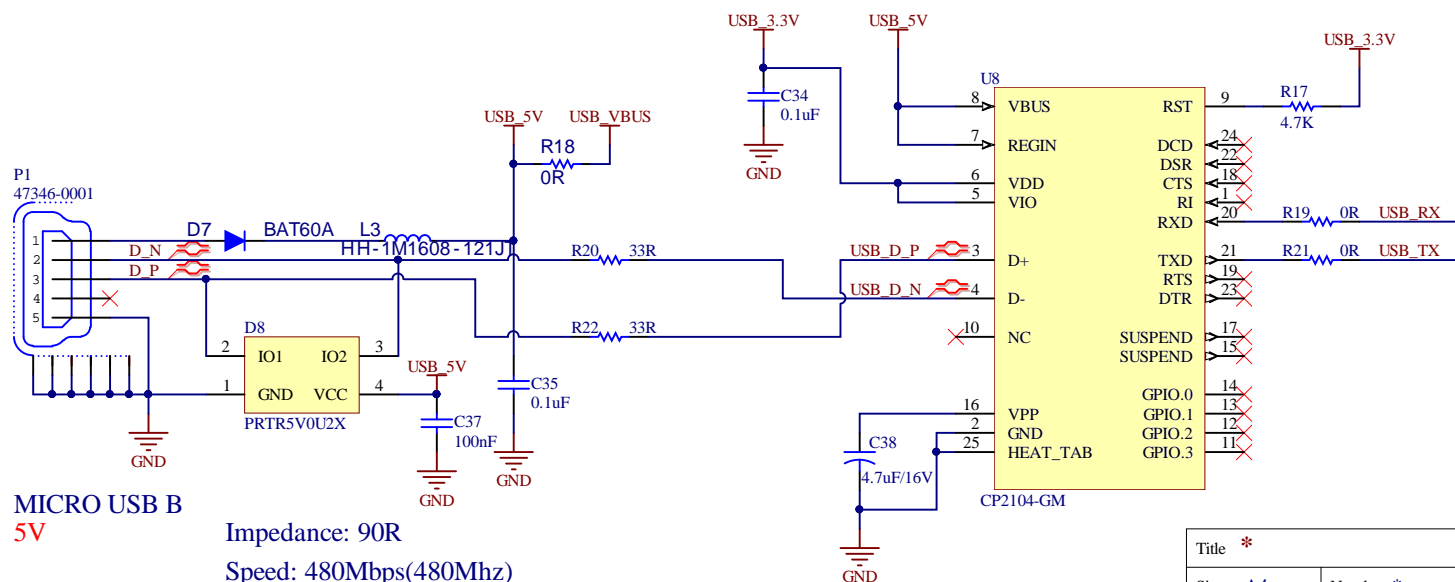 USB_3.3V
USB_5V
USB_3.3V
U8
C34
0.1uF
GND
8 VBUS
7 REGIN
6 VDD
5 VIO
3 D+
4 D-
10 NC
16 VPP
2 GND
25 HEAT_TAB
RST 9
DCD 24
DSR 22
CTS 18
RI 1
RXD 20
TXD 21
RTS 19
DTR 23
SUSPEND 17
SUSPEND 15
GPIO.0 14
GPIO.1 13
GPIO.2 12
GPIO.3 11
CP2104-GM
R17
4.7K
R19 0R USB_RX
R21 0R USB_TX
USB_5V
USB_VBUS
R18
0R
P1
47346-0001
1
2
3
4
5
D7 BAT60A
L3
HH-1M1608-121J
D_N
D_P
R20 33R
R22 33R
USB_D_P
USB_D_N
D8
2 IO1 IO2 3
1 GND VCC 4
PRTR5V0U2X
USB_5V
C37
100nF
GND
C35
0.1uF
GND
GND
C38
4.7uF/16V
GND
MICRO USB B
5V
Impedance: 90R
Speed: 480Mbps(480Mhz)
Title *